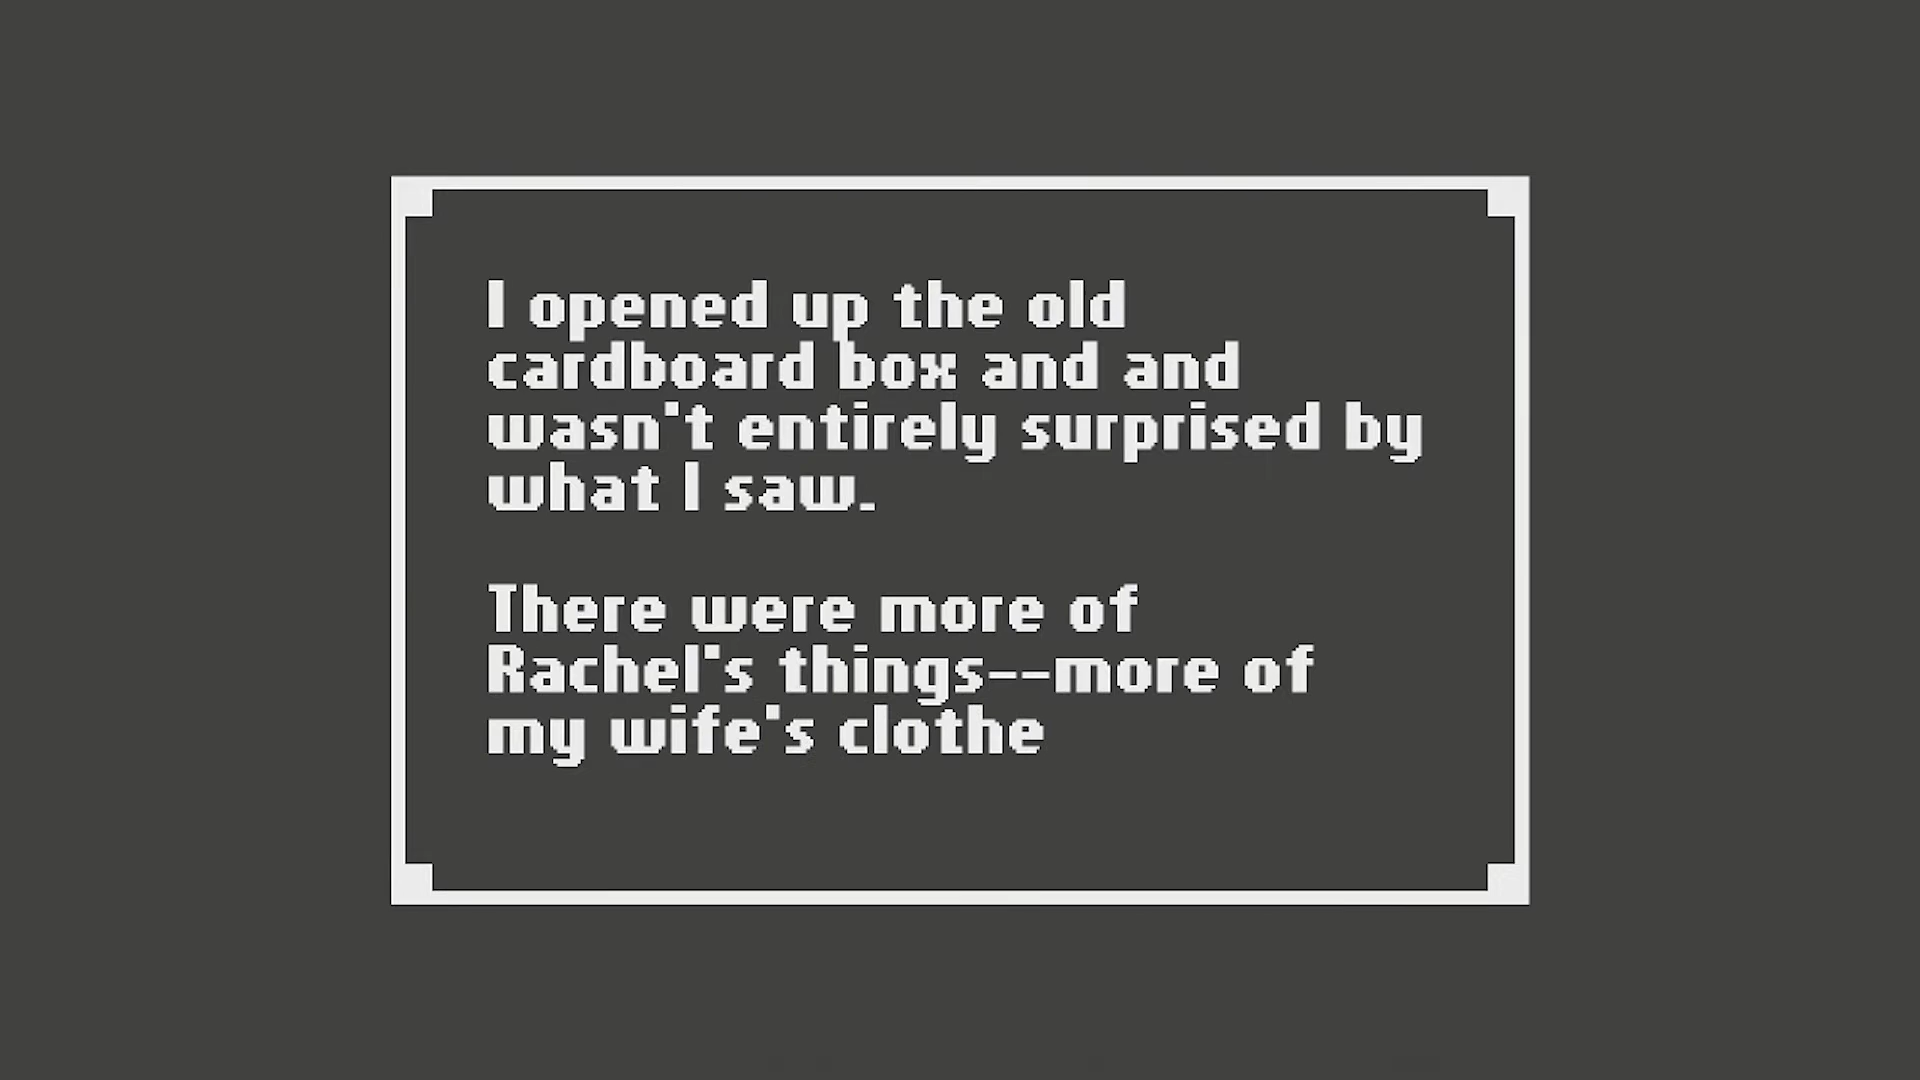 I opened up the old
cardboard box and and
wasn't entirely surprised by
what I saw.
There were more of
Rachel's things--more of
my wife's clothe